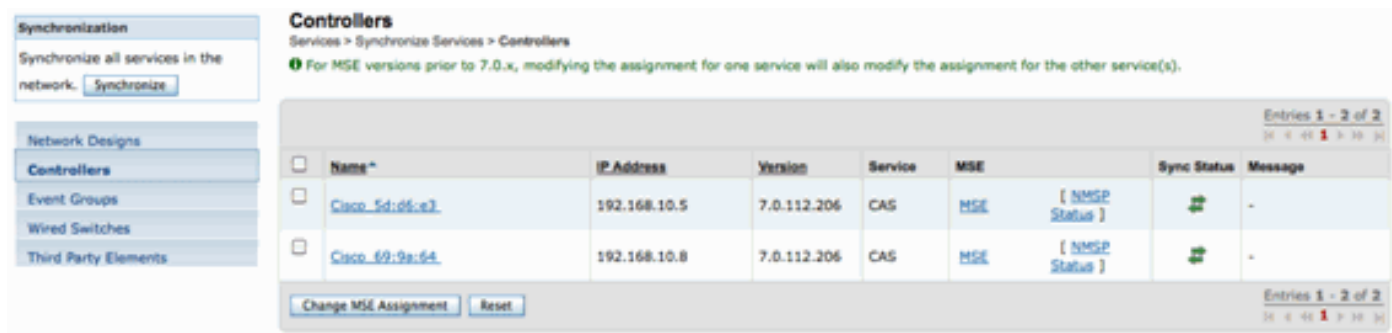 Synchronization
Synchronize all services in the
network. Synchronize
Network Designs
Controllers
Event Groups
Wired Switches
Third Party Elements
Controllers
Services > Synchronize Services > Controllers
For MSE versions prior to 7.0.x, modifying the assignment for one service will also modify the assignment for the other service(s).
Entries 1 - 2 of 2
1
Name IP Address Version Service MSE Sync Status Message
Cisco_5d:d6:e3 192.168.10.5 7.0.112.206 CAS MSE [ NMSP Status ] -
Cisco_69:9a:64 192.168.10.8 7.0.112.206 CAS MSE [ NMSP Status ] -
Change MSE Assignment Reset
Entries 1 - 2 of 2
1